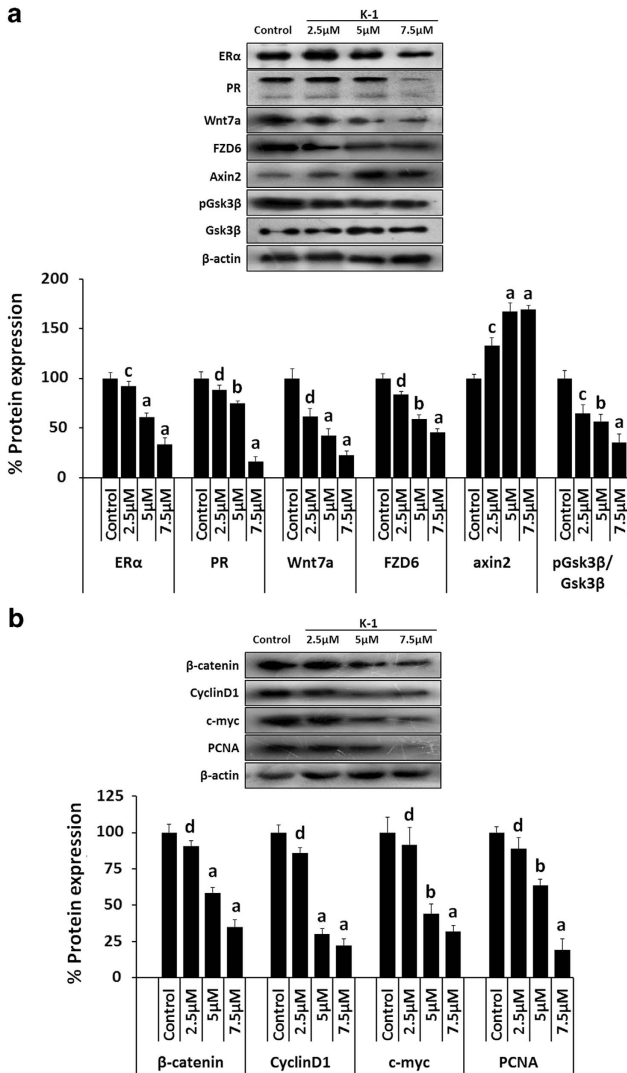 a
K-1
Control 2.5μM 5μM 7.5μM
ERα
PR
Wnt7a
FZD6
Axin2
pGsk3β
Gsk3β
β-actin
% Protein expression
200
150
100
50
0
c a a
d b a
d a a
d b a
c a a
c b a
Control 2.5μM 5μM 7.5μM Control 2.5μM 5μM 7.5μM Control 2.5μM 5μM 7.5μM Control 2.5μM 5μM 7.5μM Control 2.5μM 5μM 7.5μM Control 2.5μM 5μM 7.5μM
ERα PR Wnt7a FZD6 axin2 pGsk3β/
Gsk3β
b
K-1
Control 2.5μM 5μM 7.5μM
β-catenin
CyclinD1
c-myc
PCNA
β-actin
% Protein expression
125
100
75
50
25
0
d a a
d a a
d b a
d b a
Control 2.5μM 5μM 7.5μM Control 2.5μM 5μM 7.5μM Control 2.5μM 5μM 7.5μM Control 2.5μM 5μM 7.5μM
β-catenin CyclinD1 c-myc PCNA